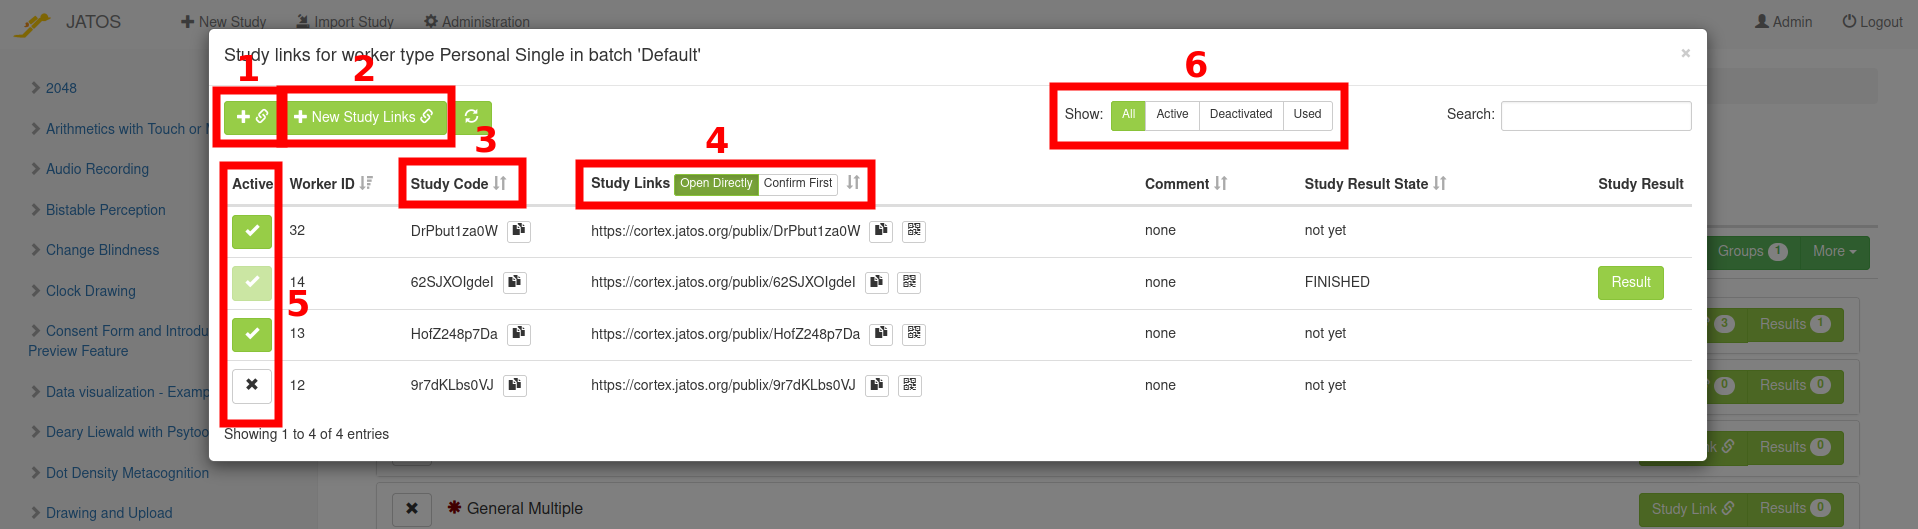 JATOS New Study Import Study Administration Admin Logout
Study links for worker type Personal Single in batch 'Default' ×
1 2 6
New Study Links Show: All Active Deactivated Used Search:
3 4
Active Worker ID Study Code Study Links Open Directly Confirm First Comment Study Result State Study Result
32 DrPbut1za0W https://cortex.jatos.org/publix/DrPbut1za0W none not yet
14 62SJXOIgdeI https://cortex.jatos.org/publix/62SJXOIgdeI none FINISHED Result
5
13 HofZ248p7Da https://cortex.jatos.org/publix/HofZ248p7Da none not yet
12 9r7dKLbs0VJ https://cortex.jatos.org/publix/9r7dKLbs0VJ none not yet
Showing 1 to 4 of 4 entries
2048
Arithmetics with Touch or
Audio Recording
Bistable Perception
Change Blindness
Clock Drawing
Consent Form and Introdu
Preview Feature
Data visualization - Examp
Deary Liewald with Psytoo
Dot Density Metacognition
Drawing and Upload
Groups 1 More
3 Results 1
0 Results 0
nk Results 0
General Multiple Study Link Results 0